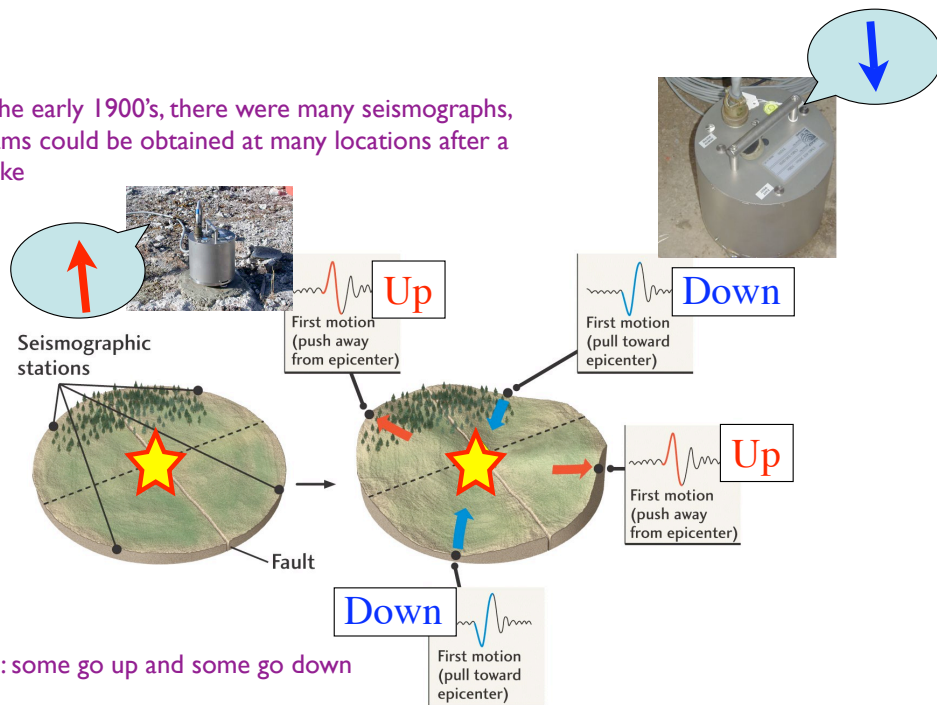 he early 1900's, there were many seismographs,
ams could be obtained at many locations after a
ke
Up
First motion
(push away
from epicenter)
Down
First motion
(pull toward
epicenter)
Seismographic
stations
Up
First motion
(push away
from epicenter)
Fault
Down
First motion
(pull toward
epicenter)
: some go up and some go down